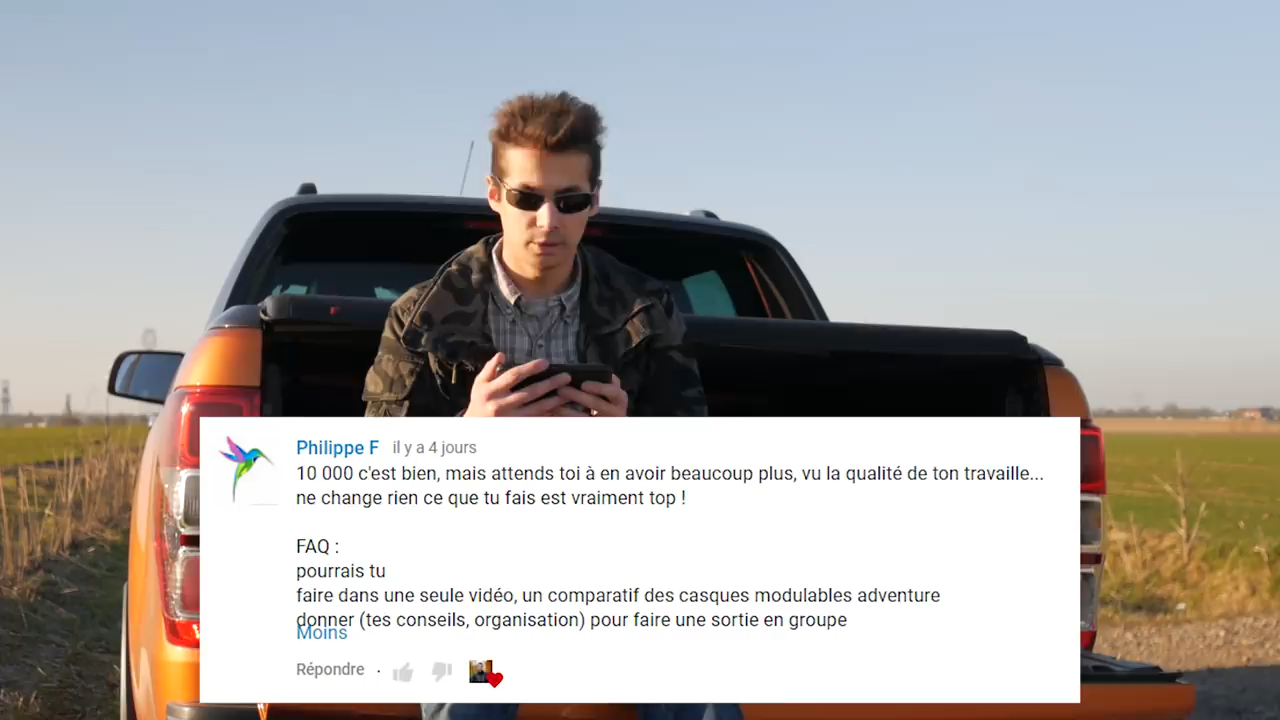 Philippe F il y a 4 jours
10 000 c'est bien, mais attends toi à en avoir beaucoup plus, vu la qualité de ton travaille...
ne change rien ce que tu fais est vraiment top !
FAQ :
pourrais tu
faire dans une seule vidéo, un comparatif des casques modulables adventure
donner (tes conseils, organisation) pour faire une sortie en groupe
Moins
Répondre ·